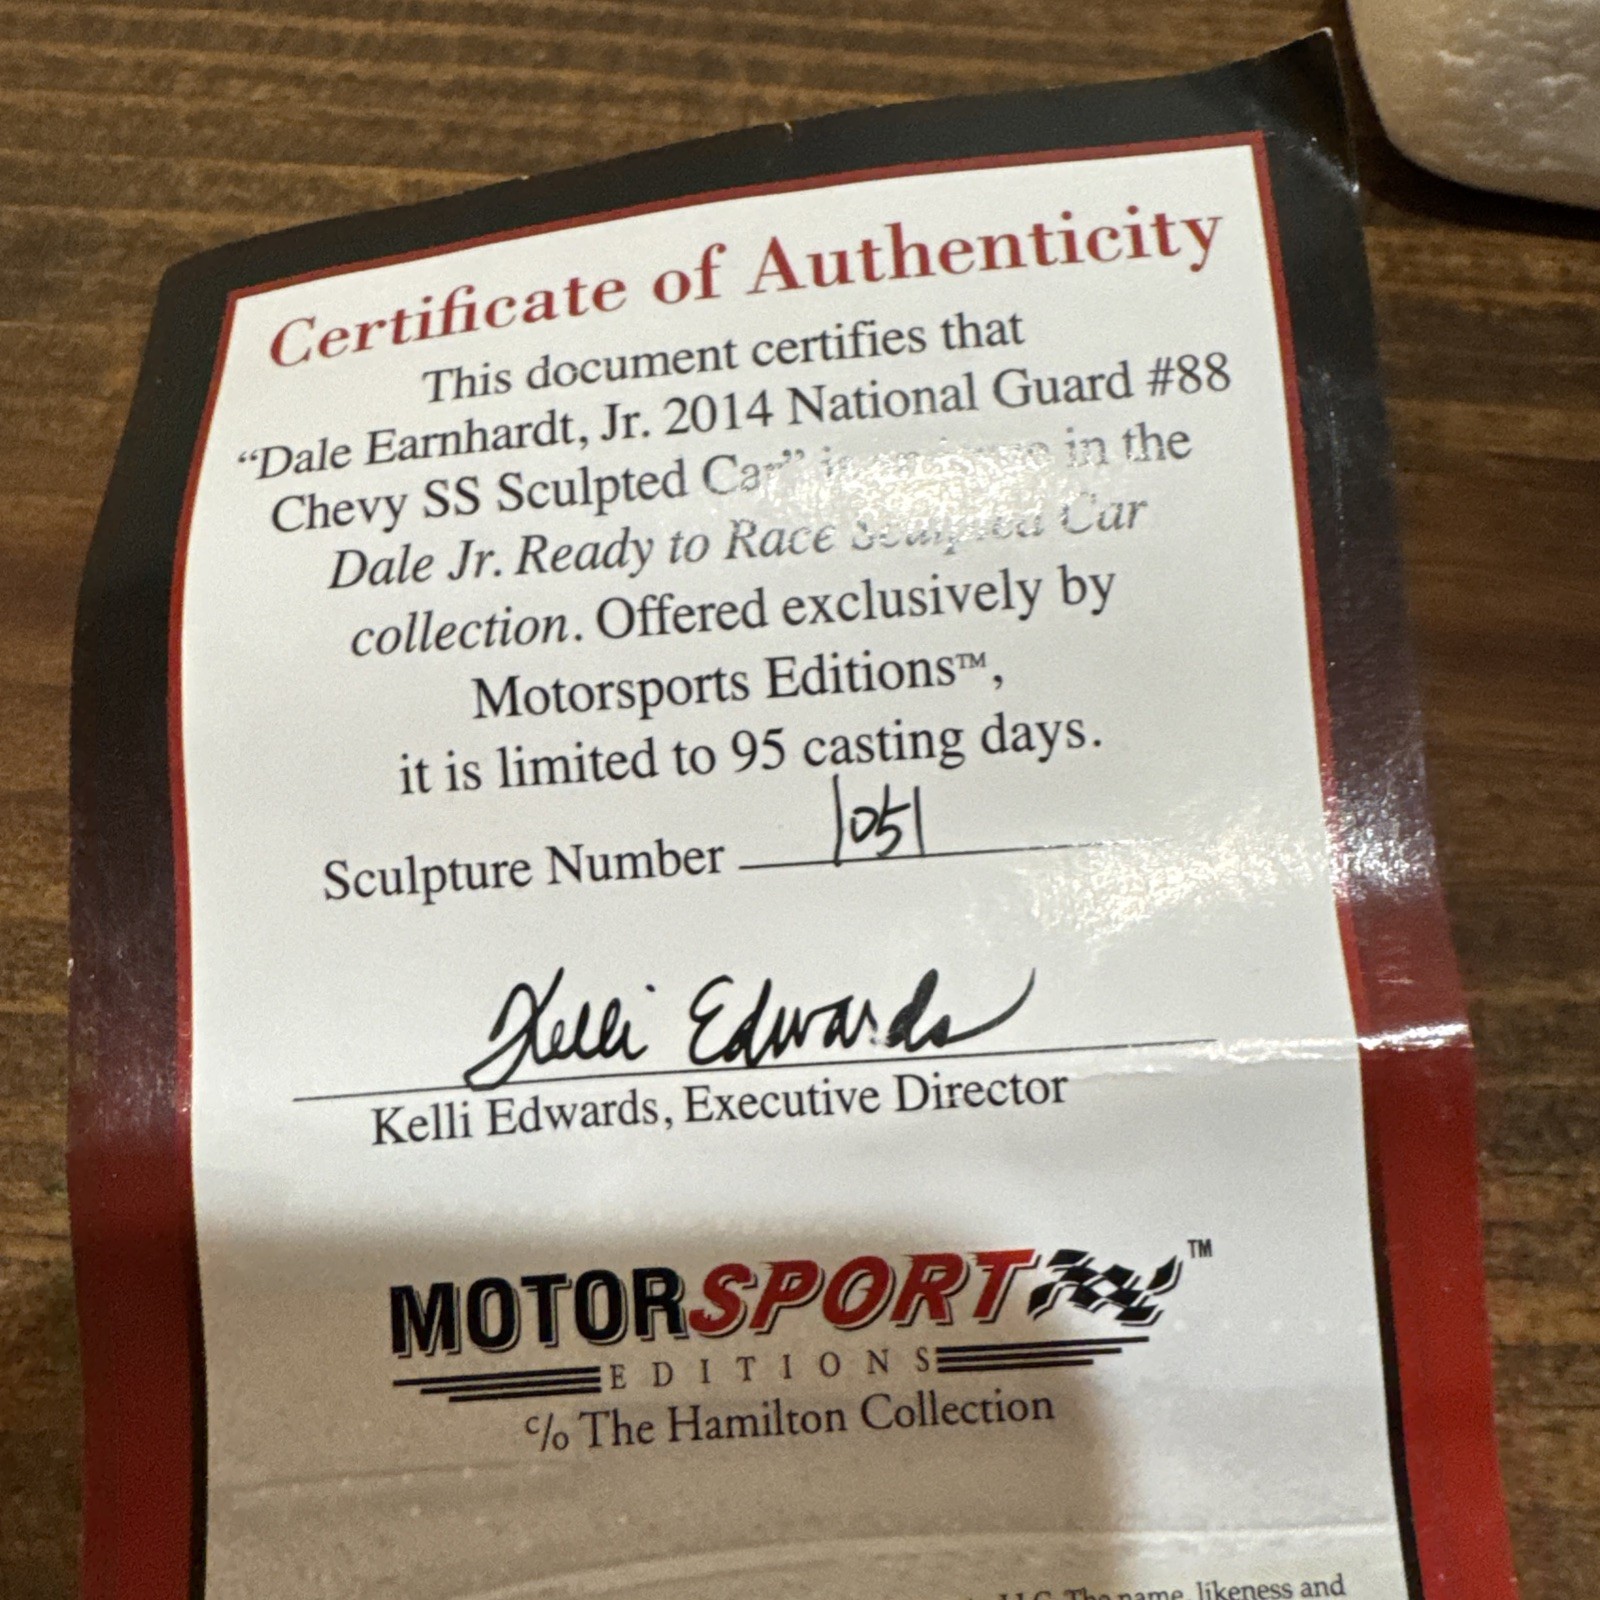 Certificate of Authenticity
This document certifies that
“Dale Earnhardt, Jr. 2014 National Guard #88
Chevy SS Sculpted Car” in the
Dale Jr. Ready to Race Sculpted Car
collection. Offered exclusively by
Motorsports Editions™,
it is limited to 95 casting days.
Sculpture Number 1051
Kelli Edwards
Kelli Edwards, Executive Director
MOTORSPORT™
EDITIONS
c/o The Hamilton Collection
LLC. The name, likeness and